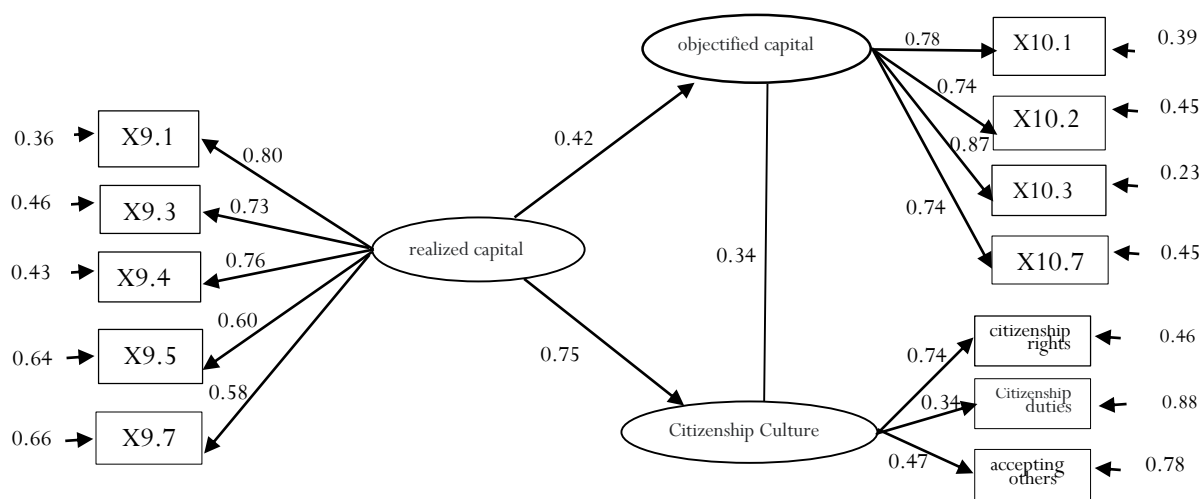 objectified capital
0.78
X10.1
0.39
0.74
X10.2
0.45
0.87
X10.3
0.23
0.74
X10.7
0.45
0.36
X9.1
0.80
0.42
0.46
X9.3
0.73
realized capital
0.34
0.43
X9.4
0.76
0.64
X9.5
0.60
0.75
0.66
X9.7
0.58
Citizenship Culture
0.74
citizenship
rights
0.46
0.34
Citizenship
duties
0.88
0.47
accepting
others
0.78